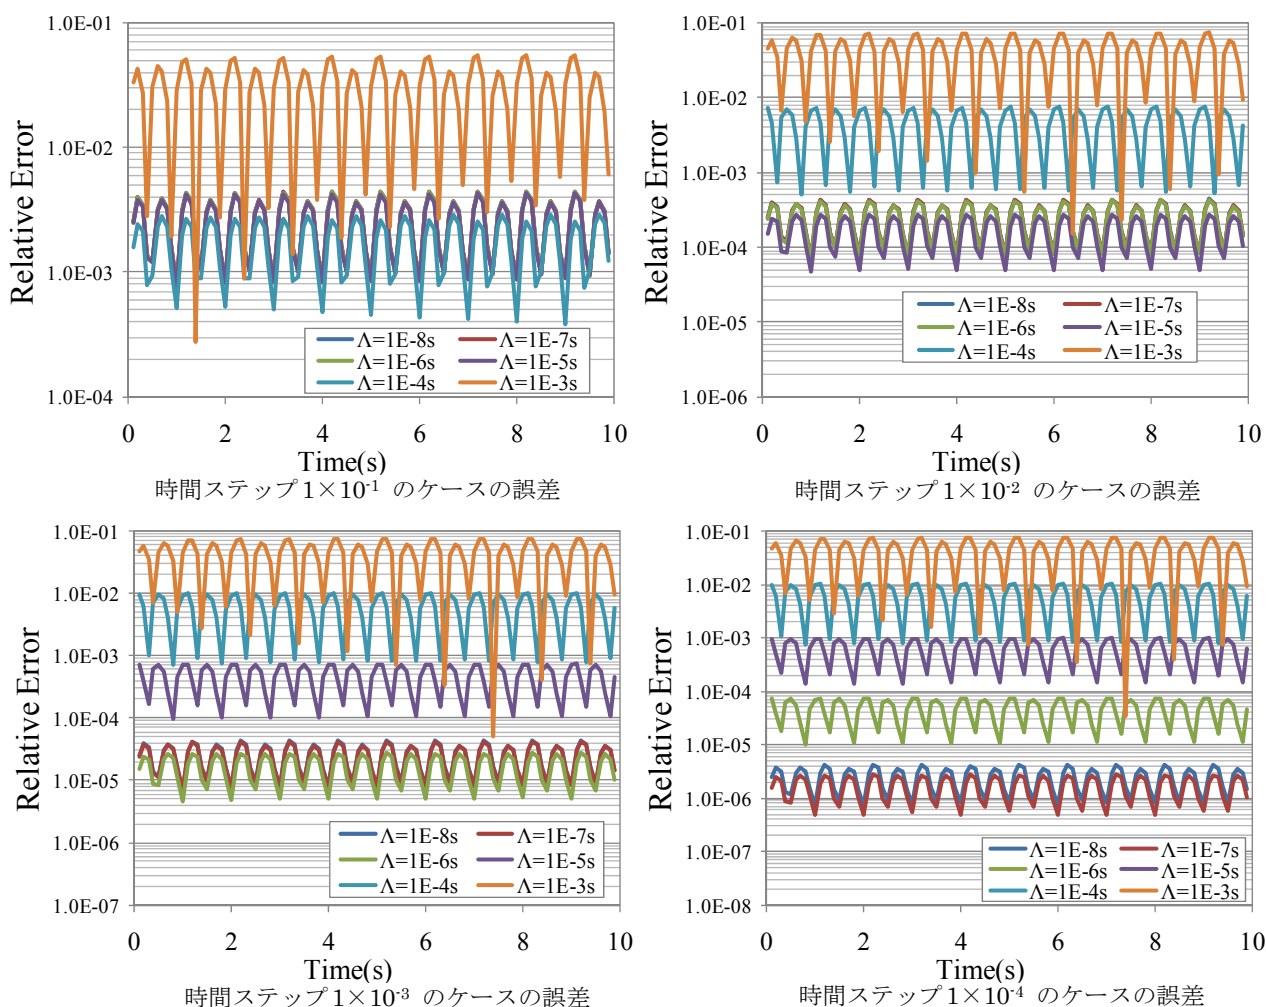 1.0E-01
1.0E-02
1.0E-03
1.0E-04
Relative Error
Λ=1E-8s Λ=1E-7s
Λ=1E-6s Λ=1E-5s
Λ=1E-4s Λ=1E-3s
0 2 4 6 8 10
Time(s)
時間ステップ1×10-1 のケースの誤差
1.0E-01
1.0E-02
1.0E-03
1.0E-04
1.0E-05
1.0E-06
Relative Error
Λ=1E-8s Λ=1E-7s
Λ=1E-6s Λ=1E-5s
Λ=1E-4s Λ=1E-3s
0 2 4 6 8 10
Time(s)
時間ステップ1×10-2 のケースの誤差
1.0E-01
1.0E-02
1.0E-03
1.0E-04
1.0E-05
1.0E-06
1.0E-07
Relative Error
Λ=1E-8s Λ=1E-7s
Λ=1E-6s Λ=1E-5s
Λ=1E-4s Λ=1E-3s
0 2 4 6 8 10
Time(s)
時間ステップ1×10-3 のケースの誤差
1.0E-01
1.0E-02
1.0E-03
1.0E-04
1.0E-05
1.0E-06
1.0E-07
1.0E-08
Relative Error
Λ=1E-8s Λ=1E-7s
Λ=1E-6s Λ=1E-5s
Λ=1E-4s Λ=1E-3s
0 2 4 6 8 10
Time(s)
時間ステップ1×10-4 のケースの誤差